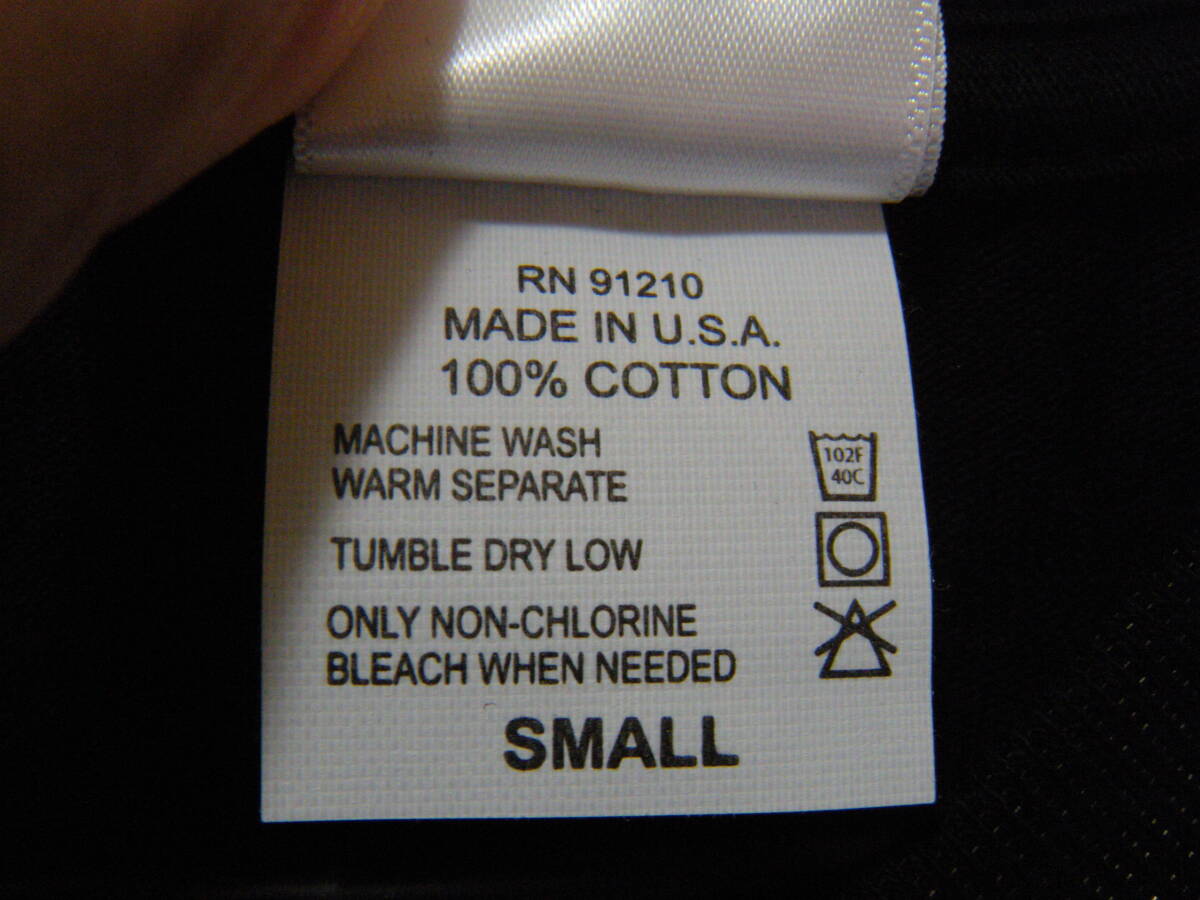 RN 91210
MADE IN U.S.A.
100% COTTON
MACHINE WASH
WARM SEPARATE
102F
40C
TUMBLE DRY LOW
ONLY NON-CHLORINE
BLEACH WHEN NEEDED
SMALL